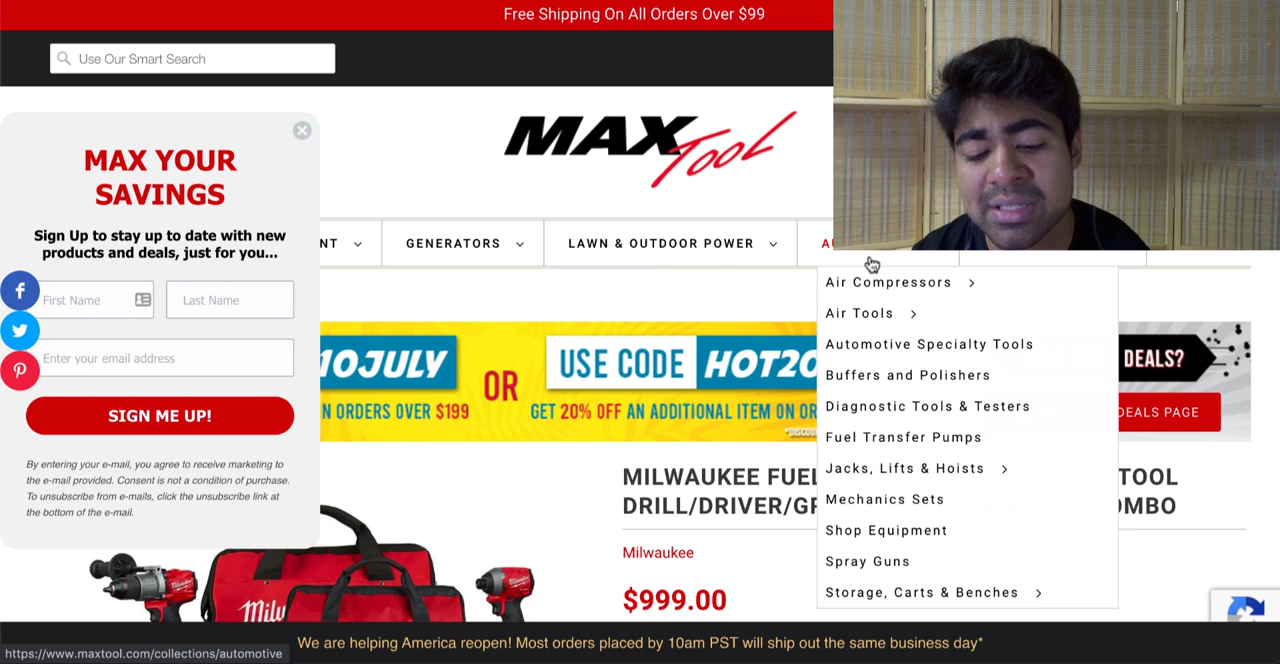 Free Shipping On All Orders Over $99
Use Our Smart Search
MAX TOOL
MAX YOUR
SAVINGS
Sign Up to stay up to date with new
products and deals, just for you...
First Name
Last Name
Enter your email address
SIGN ME UP!
By entering your e-mail, you agree to receive marketing to
the e-mail provided. Consent is not a condition of purchase.
To unsubscribe from e-mails, click the unsubscribe link at
the bottom of the e-mail.
NT
GENERATORS
LAWN & OUTDOOR POWER
Air Compressors
Air Tools
Automotive Specialty Tools
Buffers and Polishers
Diagnostic Tools & Testers
Fuel Transfer Pumps
Jacks, Lifts & Hoists
Mechanics Sets
Shop Equipment
Spray Guns
Storage, Carts & Benches
10JULY
N ORDERS OVER $199
OR
USE CODE HOT20
GET 20% OFF AN ADDITIONAL ITEM ON OR
DEALS?
DEALS PAGE
MILWAUKEE FUEL TOOL
DRILL/DRIVER/GR OMBO
Milwaukee
$999.00
Milw
We are helping America reopen! Most orders placed by 10am PST will ship out the same business day*
https://www.maxtool.com/collections/automotive